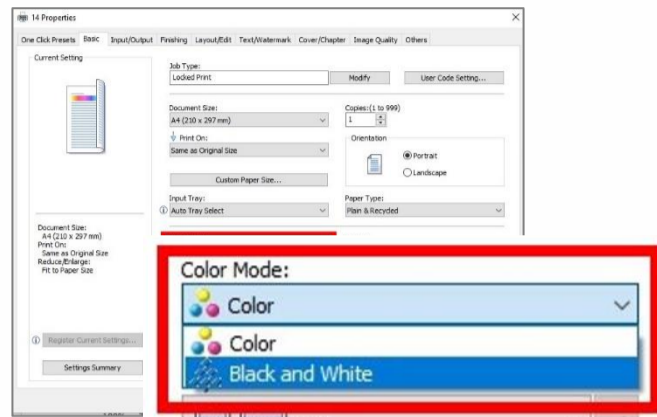 14 Properties
One Click Presets Basic Input/Output Finishing Layout/Edit Text/Watermark Cover/Chapter Image Quality Others
Current Setting
Job Type:
Locked Print Modify User Code Setting...
Document Size: Copies:(1 to 999)
A4 (210 x 297 mm) 1
Print On: Orientation
Same as Original Size Portrait
Landscape
Custom Paper Size...
Input Tray: Paper Type:
Auto Tray Select Plain & Recycled
Document Size:
A4 (210 x 297 mm)
Print On:
Same as Original Size
Reduce/Enlarge:
Fit to Paper Size
Register Current Settings...
Settings Summary
Color Mode:
Color
Color
Black and White